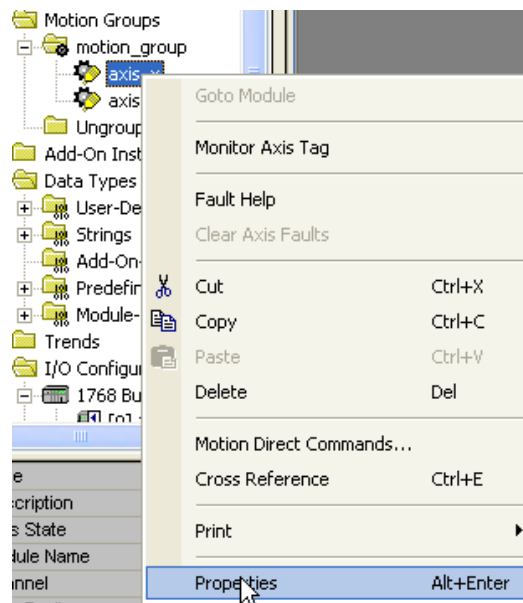 Motion Groups
motion_group
axis_x
axis
Ungroup
Add-On Inst
Data Types
User-De
Strings
Add-On-
Predefin
Module-
Trends
I/O Configur
1768 Bu
Goto Module
Monitor Axis Tag
Fault Help
Clear Axis Faults
Cut Ctrl+X
Copy Ctrl+C
Paste Ctrl+V
Delete Del
Motion Direct Commands...
Cross Reference Ctrl+E
Print
Properties Alt+Enter
e
cription
s State
dule Name
nnel